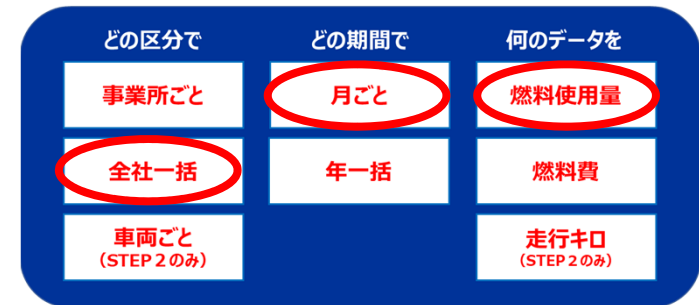 どの区分で
どの期間で
何のデータを
事業所ごと
月ごと
燃料使用量
全社一括
年一括
燃料費
車両ごと
(STEP２のみ)
走行キロ
(STEP２のみ)